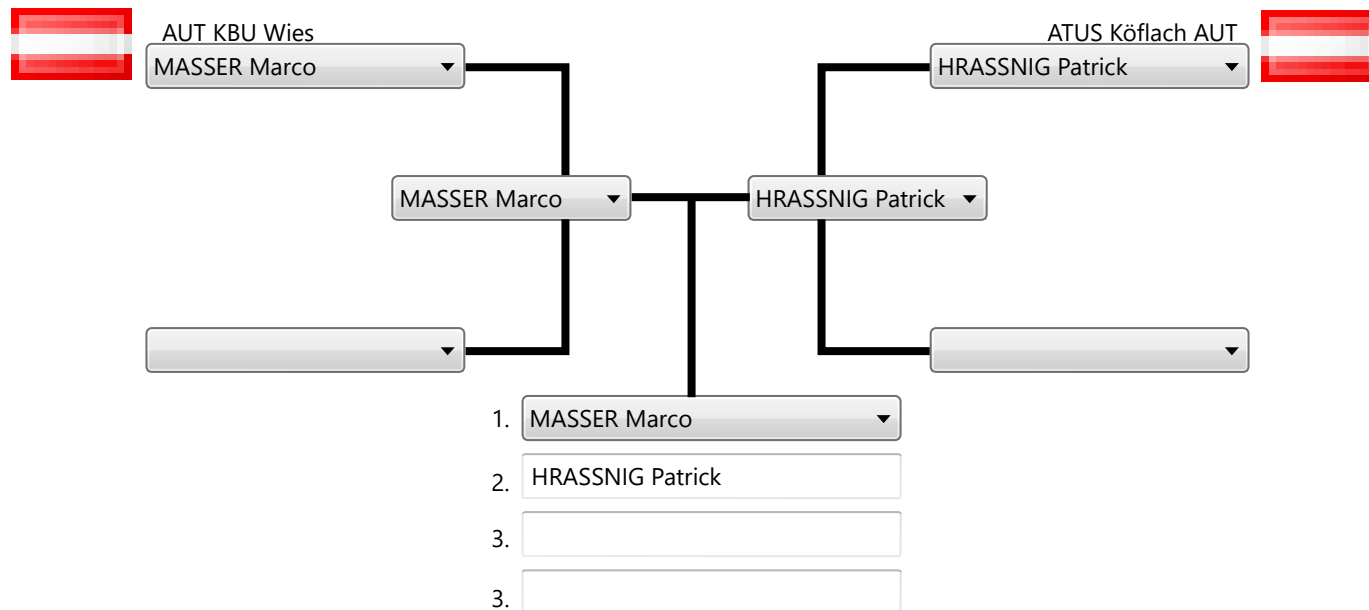 AUT KBU Wies
ATUS Köflach AUT
MASSER Marco
HRASSNIG Patrick
MASSER Marco
HRASSNIG Patrick
1. MASSER Marco
2. HRASSNIG Patrick
3.
3.